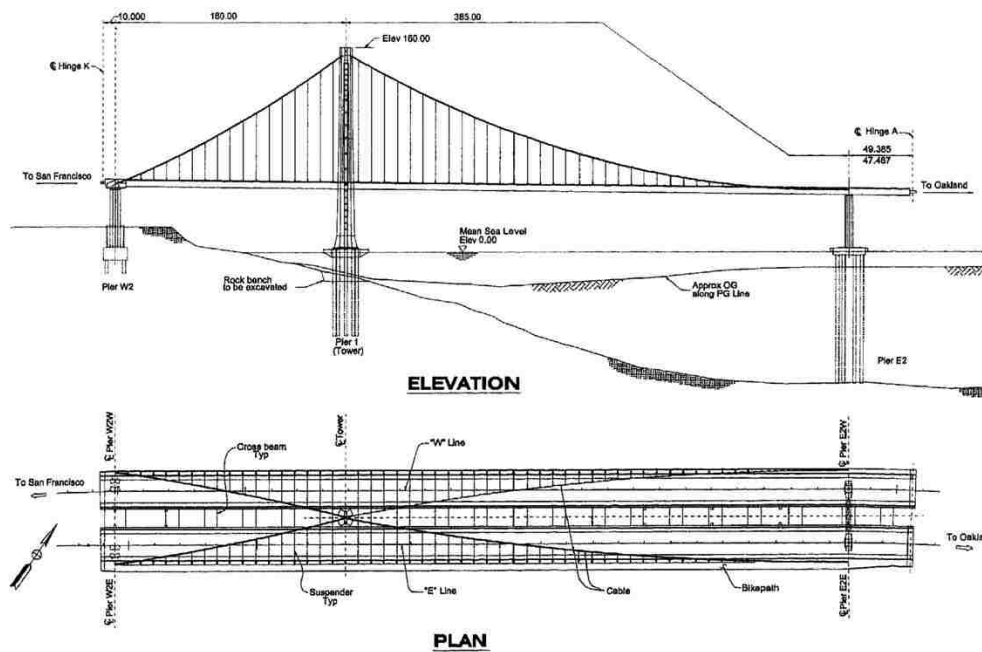 10.000
180.00
385.00
Elev 160.00
℄ Hinge K
℄ Hinge A
49.385
47.487
To San Francisco
To Oakland
Mean Sea Level
Elev 0.00
Rock bench
to be excavated
Approx OG
along PG Line
Pier W2
Pier 1
(Tower)
Pier E2
ELEVATION
℄ Pier W2W
Cross beam
Typ
℄ Tower
"W" Line
℄ Pier E2W
To San Francisco
To Oakl
Suspender
Typ
"E" Line
Cable
Bikepath
℄ Pier W2E
℄ Pier E2E
PLAN